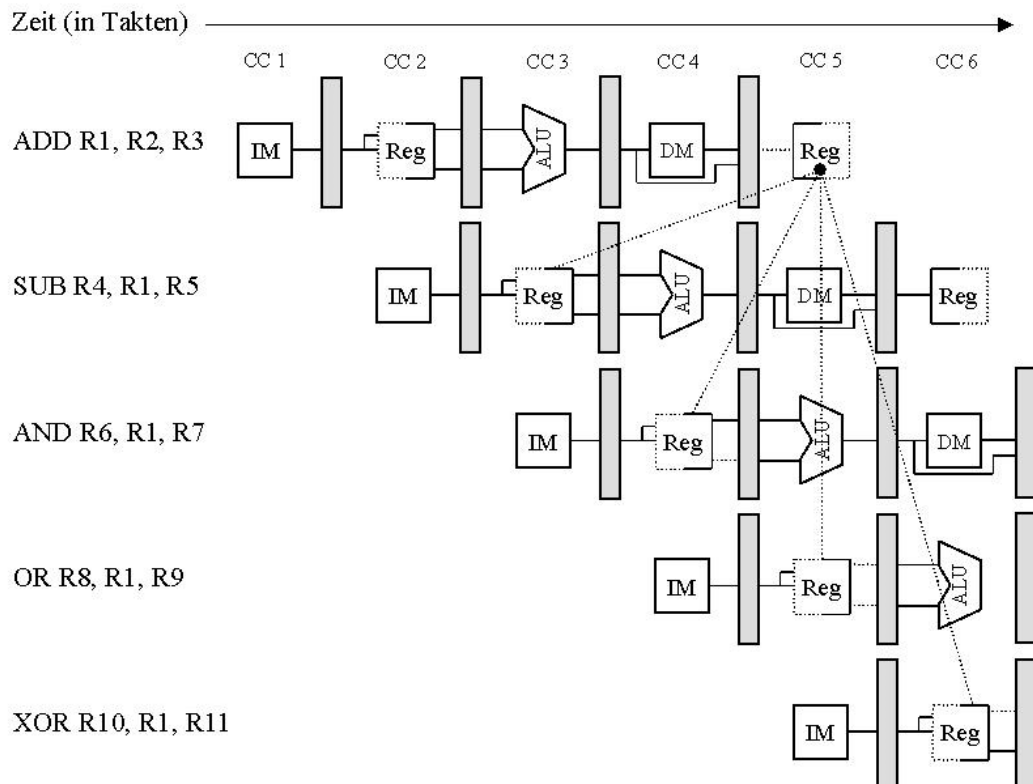 Zeit (in Takten)
CC 1 CC 2 CC 3 CC 4 CC 5 CC 6
ADD R1, R2, R3 IM Reg ALU DM Reg
SUB R4, R1, R5 IM Reg ALU DM Reg
AND R6, R1, R7 IM Reg ALU DM
OR R8, R1, R9 IM Reg ALU
XOR R10, R1, R11 IM Reg